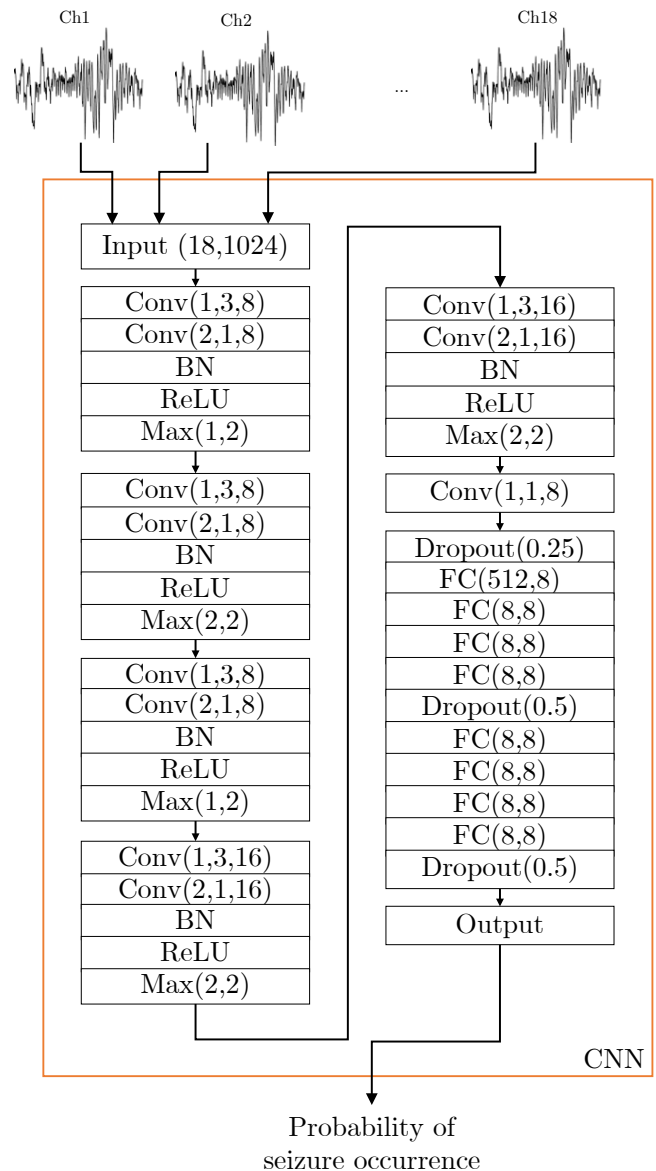 Ch1
Ch2
...
Ch18
Input (18,1024)
Conv(1,3,8)
Conv(2,1,8)
BN
ReLU
Max(1,2)
Conv(1,3,8)
Conv(2,1,8)
BN
ReLU
Max(2,2)
Conv(1,3,8)
Conv(2,1,8)
BN
ReLU
Max(1,2)
Conv(1,3,16)
Conv(2,1,16)
BN
ReLU
Max(2,2)
Conv(1,3,16)
Conv(2,1,16)
BN
ReLU
Max(2,2)
Conv(1,1,8)
Dropout(0.25)
FC(512,8)
FC(8,8)
FC(8,8)
FC(8,8)
Dropout(0.5)
FC(8,8)
FC(8,8)
FC(8,8)
FC(8,8)
Dropout(0.5)
Output
CNN
Probability of
seizure occurrence